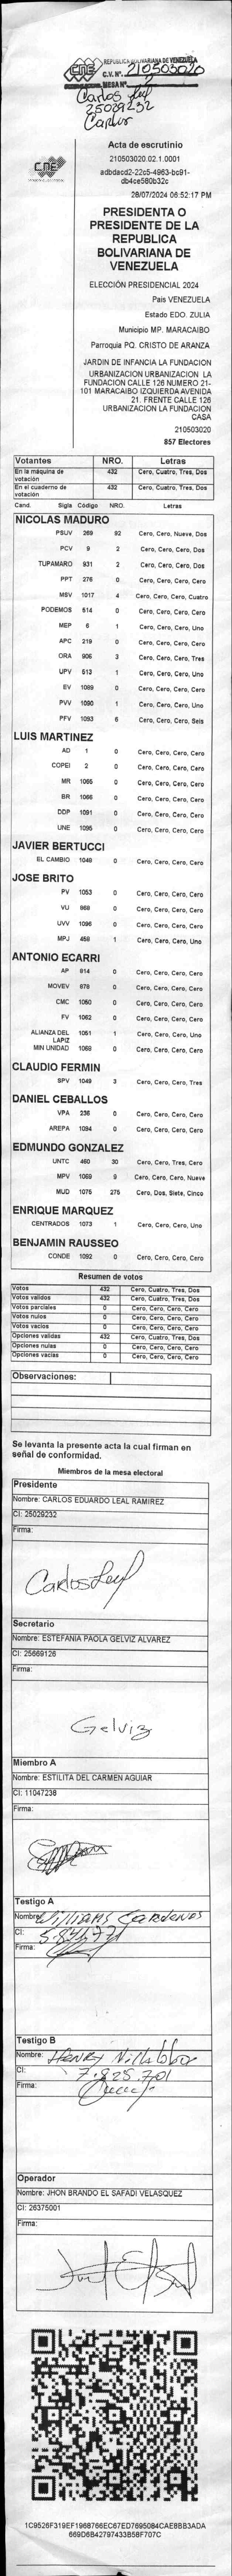 CNE
REPUBLICA BOLIVARIANA DE VENEZUELA
C.V. Nº. 210503020
MESA Nº. 2
Carlos Leal
25029232
Carlos
CNE
Acta de escrutinio
210503020.02.1.0001
adbdacd2-22c5-4963-bc91-
db4ce580b32c
28/07/2024 06:52:17 PM
PRESIDENTA O
PRESIDENTE DE LA
REPUBLICA
BOLIVARIANA DE
VENEZUELA
ELECCIÓN PRESIDENCIAL 2024
Pais VENEZUELA
Estado EDO. ZULIA
Municipio MP. MARACAIBO
Parroquia PQ. CRISTO DE ARANZA
JARDIN DE INFANCIA LA FUNDACION
URBANIZACION URBANIZACION LA
FUNDACION CALLE 126 NUMERO 21-
101 MARACAIBO IZQUIERDA AVENIDA
21. FRENTE CALLE 126
URBANIZACION LA FUNDACION
CASA
210503020
857 Electores
Votantes NRO. Letras
En la máquina de votación 432 Cero, Cuatro, Tres, Dos
En el cuaderno de votación 432 Cero, Cuatro, Tres, Dos
Cand. Sigla Código NRO. Letras
NICOLAS MADURO
PSUV 269 92 Cero, Cero, Nueve, Dos
PCV 9 2 Cero, Cero, Cero, Dos
TUPAMARO 931 2 Cero, Cero, Cero, Dos
PPT 276 0 Cero, Cero, Cero, Cero
MSV 1017 4 Cero, Cero, Cero, Cuatro
PODEMOS 514 0 Cero, Cero, Cero, Cero
MEP 6 1 Cero, Cero, Cero, Uno
APC 219 0 Cero, Cero, Cero, Cero
ORA 906 3 Cero, Cero, Cero, Tres
UPV 513 1 Cero, Cero, Cero, Uno
EV 1089 0 Cero, Cero, Cero, Cero
PVV 1090 1 Cero, Cero, Cero, Uno
PFV 1093 6 Cero, Cero, Cero, Seis
LUIS MARTINEZ
AD 1 0 Cero, Cero, Cero, Cero
COPEI 2 0 Cero, Cero, Cero, Cero
MR 1065 0 Cero, Cero, Cero, Cero
BR 1066 0 Cero, Cero, Cero, Cero
DDP 1091 0 Cero, Cero, Cero, Cero
UNE 1095 0 Cero, Cero, Cero, Cero
JAVIER BERTUCCI
EL CAMBIO 1048 0 Cero, Cero, Cero, Cero
JOSE BRITO
PV 1053 0 Cero, Cero, Cero, Cero
VU 868 0 Cero, Cero, Cero, Cero
UVV 1096 0 Cero, Cero, Cero, Cero
MPJ 459 1 Cero, Cero, Cero, Uno
ANTONIO ECARRI
AP 914 0 Cero, Cero, Cero, Cero
MOVEV 978 0 Cero, Cero, Cero, Cero
CMC 1060 0 Cero, Cero, Cero, Cero
FV 1062 0 Cero, Cero, Cero, Cero
ALIANZA DEL LAPIZ 1051 1 Cero, Cero, Cero, Uno
MIN UNIDAD 1068 0 Cero, Cero, Cero, Cero
CLAUDIO FERMIN
SPV 1049 3 Cero, Cero, Cero, Tres
DANIEL CEBALLOS
VPA 236 0 Cero, Cero, Cero, Cero
AREPA 1094 0 Cero, Cero, Cero, Cero
EDMUNDO GONZALEZ
UNTC 460 30 Cero, Cero, Tres, Cero
MPV 1069 9 Cero, Cero, Cero, Nueve
MUD 1075 275 Cero, Dos, Siete, Cinco
ENRIQUE MARQUEZ
CENTRADOS 1073 1 Cero, Cero, Cero, Uno
BENJAMIN RAUSSEO
CONDE 1092 0 Cero, Cero, Cero, Cero
Resumen de votos
Votos 432 Cero, Cuatro, Tres, Dos
Votos validos 432 Cero, Cuatro, Tres, Dos
Votos parciales 0 Cero, Cero, Cero, Cero
Votos nulos 0 Cero, Cero, Cero, Cero
Votos vacios 0 Cero, Cero, Cero, Cero
Opciones validas 432 Cero, Cuatro, Tres, Dos
Opciones nulas 0 Cero, Cero, Cero, Cero
Opciones vacias 0 Cero, Cero, Cero, Cero
Observaciones:
Se levanta la presente acta la cual firman en
señal de conformidad.
Miembros de la mesa electoral
Presidente
Nombre: CARLOS EDUARDO LEAL RAMIREZ
CI: 25029232
Firma:
Carlos Leal
Secretario
Nombre: ESTEFANIA PAOLA GELVIZ ALVAREZ
CI: 25669126
Firma:
Gelviz
Miembro A
Nombre: ESTILITA DEL CARMEN AGUIAR
CI: 11047238
Firma:
Testigo A
Nombre: Williams Cardenas
CI:
Firma:
Testigo B
Nombre: Henry Villalobos
CI: 7.825.701
Firma:
Operador
Nombre: JHON BRANDO EL SAFADI VELASQUEZ
CI: 26375001
Firma:
1C9526F319EF1968766EC67ED7695084CAE8BB3ADA
669D6B42797433B58F707C